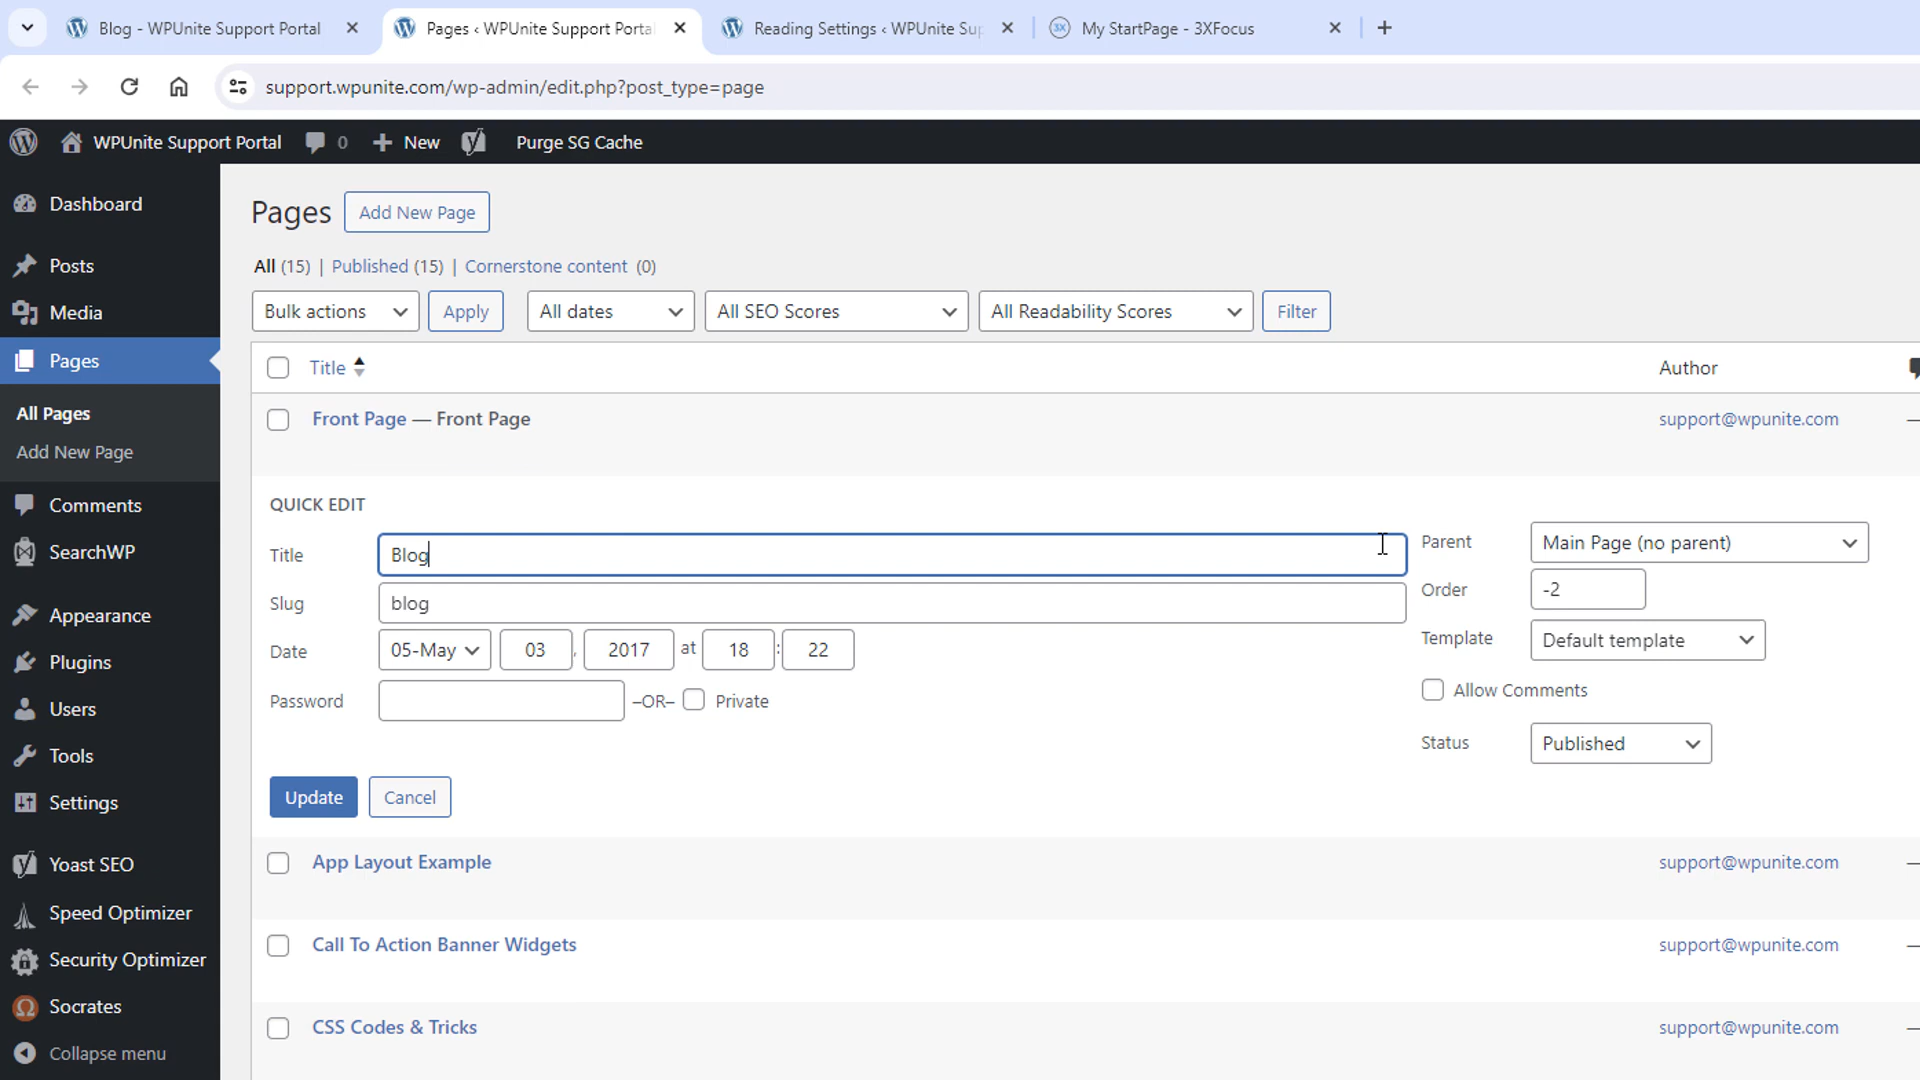 Blog - WPUnite Support Portal
Pages ‹ WPUnite Support Porta
Reading Settings ‹ WPUnite Su
3X My StartPage - 3XFocus
support.wpunite.com/wp-admin/edit.php?post_type=page
WPUnite Support Portal
0
New
Purge SG Cache
Dashboard
Posts
Media
Pages
All Pages
Add New Page
Comments
SearchWP
Appearance
Plugins
Users
Tools
Settings
Yoast SEO
Speed Optimizer
Security Optimizer
Socrates
Collapse menu
Pages
Add New Page
All (15) | Published (15) | Cornerstone content (0)
Bulk actions
Apply
All dates
All SEO Scores
All Readability Scores
Filter
Title
Author
Front Page — Front Page
support@wpunite.com
—
QUICK EDIT
Title
Blog
Slug
blog
Date
05-May 03 , 2017 at 18 : 22
Password
–OR– Private
Parent
Main Page (no parent)
Order
-2
Template
Default template
Allow Comments
Status
Published
Update
Cancel
App Layout Example
support@wpunite.com
—
Call To Action Banner Widgets
support@wpunite.com
—
CSS Codes & Tricks
support@wpunite.com
—